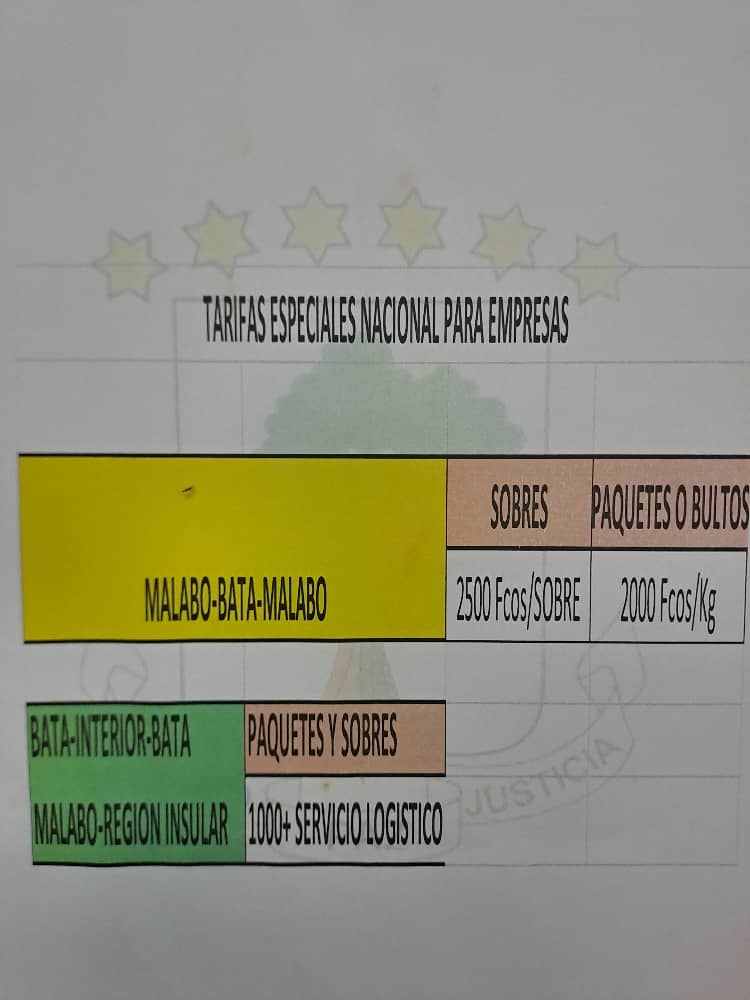 TARIFAS ESPECIALES NACIONAL PARA EMPRESAS
SOBRES PAQUETES O BULTOS
MALABO-BATA-MALABO 2500 Fcos/SOBRE 2000 Fcos/Kg
BATA-INTERIOR-BATA PAQUETES Y SOBRES
MALABO-REGION INSULAR 1000+ SERVICIO LOGISTICO
JUSTICIA